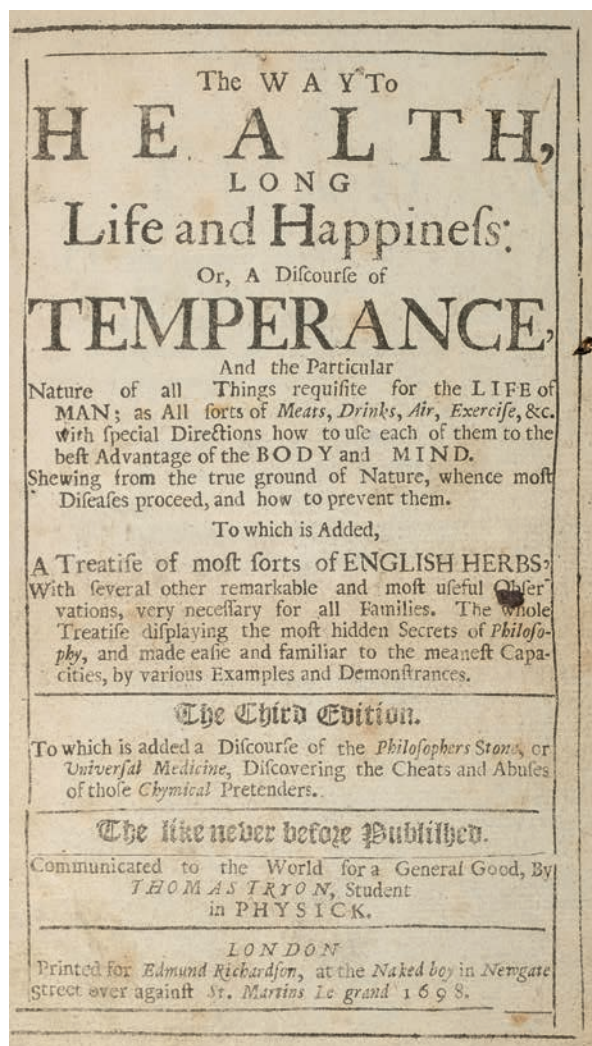 The WAY To
HEALTH,
LONG
Life and Happineſs:
Or, A Diſcourſe of
TEMPERANCE,
And the Particular
Nature of all Things requiſite for the LIFE of
MAN; as All ſorts of Meats, Drinks, Air, Exerciſe, &c.
with ſpecial Directions how to uſe each of them to the
beſt Advantage of the BODY and MIND.
Shewing from the true ground of Nature, whence moſt
Diſeaſes proceed, and how to prevent them.
To which is Added,
A Treatiſe of moſt ſorts of ENGLISH HERBS,
With ſeveral other remarkable and moſt uſeful Obſer-
vations, very neceſſary for all Families. The whole
Treatiſe diſplaying the moſt hidden Secrets of Philoſo-
phy, and made eaſie and familiar to the meaneſt Capa-
cities, by various Examples and Demonſtrances.
The Third Edition.
To which is added a Diſcourſe of the Philoſophers Stone, or
Univerſal Medicine, Diſcovering the Cheats and Abuſes
of thoſe Chymical Pretenders.
The like never before Publiſhed.
Communicated to the World for a General Good, By
THOMAS TRYON, Student
in PHYSICK.
LONDON
Printed for Edmund Richardſon, at the Naked boy in Newgate
ſtreet over againſt St. Martins Le grand 1698.